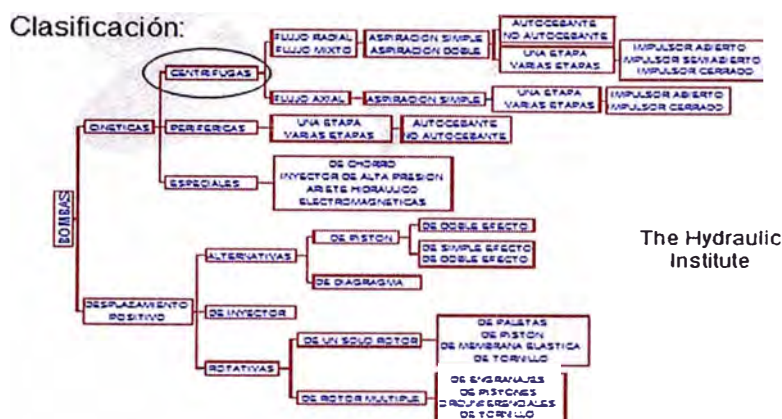 Clasificación:
BOMBAS
CINETICAS
CENTRIFUGAS
FLUJO RADIAL
FLUJO MIXTO
ASPIRACION SIMPLE
ASPIRACION DOBLE
AUTOCEBANTE
NO AUTOCEBANTE
UNA ETAPA
VARIAS ETAPAS
IMPULSOR ABIERTO
IMPULSOR SEMIABIERTO
IMPULSOR CERRADO
FLUJO AXIAL
ASPIRACION SIMPLE
UNA ETAPA
VARIAS ETAPAS
IMPULSOR ABIERTO
IMPULSOR CERRADO
PERIFERICAS
UNA ETAPA
VARIAS ETAPAS
AUTOCEBANTE
NO AUTOCEBANTE
ESPECIALES
DE CHORRO
INYECTOR DE ALTA PRESION
ARIETE HIDRAULICO
ELECTROMAGNETICAS
DESPLAZAMIENTO
POSITIVO
ALTERNATIVAS
DE PISTON
DE DOBLE EFECTO
DE SIMPLE EFECTO
DE DOBLE EFECTO
DE DIAGRAGMA
DE INYECTOR
ROTATIVAS
DE UN SOLO ROTOR
DE PALETAS
DE PISTON
DE MEMBRANA ELASTICA
DE TORNILLO
DE ROTOR MULTIPLE
DE ENGRANAJES
DE PISTONES
CIRCUNFERENCIALES
DE TORNILLO
The Hydraulic
Institute